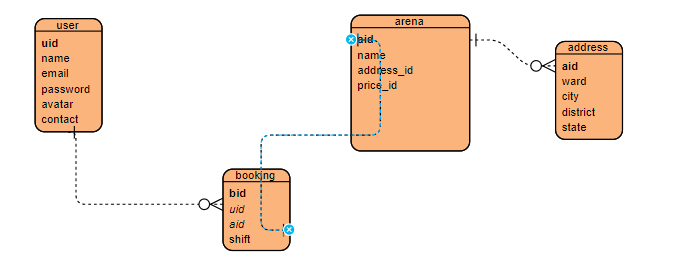 user
uid
name
email
password
avatar
contact
arena
aid
name
address_id
price_id
address
aid
ward
city
district
state
booking
bid
uid
aid
shift